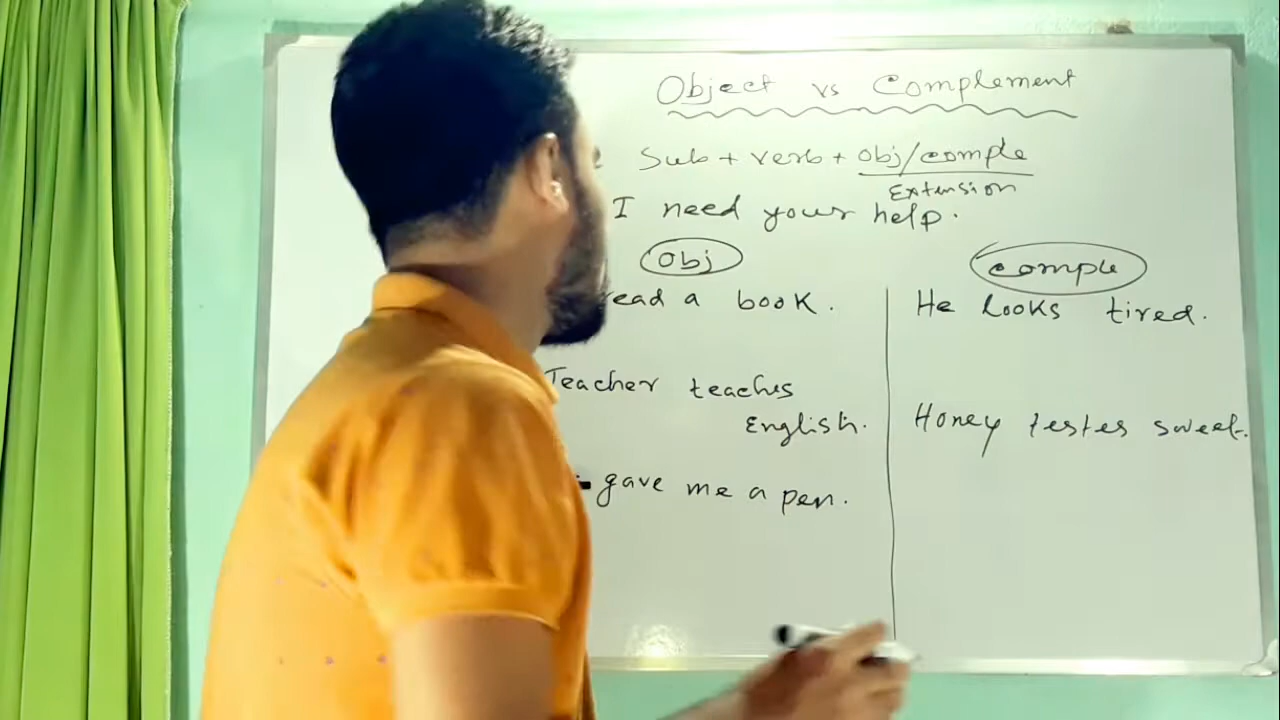 Object vs Complement
Sub + verb + obj/comple
Extension
I need your help.
obj
read a book.
Teacher teaches
English.
gave me a pen.
comple
He looks tired.
Honey testes sweet.